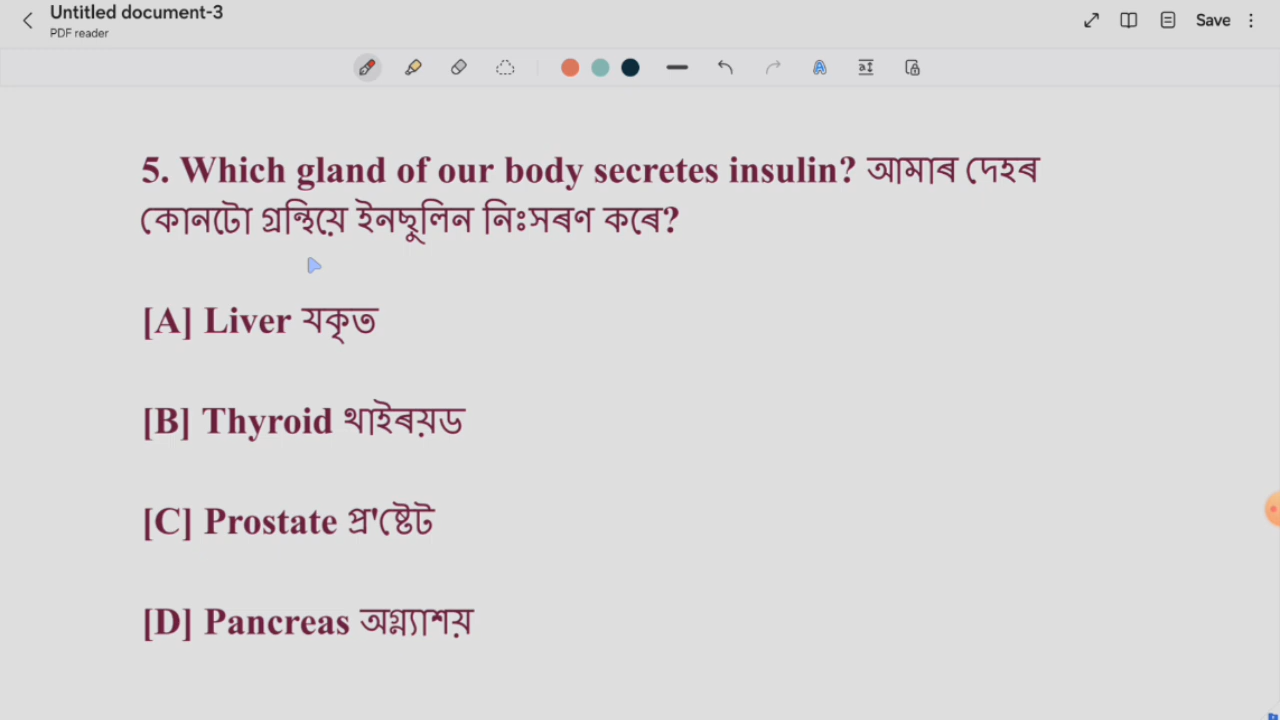 Untitled document-3
PDF reader
Save
5. Which gland of our body secretes insulin? আমাৰ দেহৰ
কোনটো গ্ৰন্থিয়ে ইনছুলিন নিঃসৰণ কৰে?
[A] Liver যকৃত
[B] Thyroid থাইৰয়ড
[C] Prostate প্ৰ'ষ্টেট
[D] Pancreas অগ্ন্যাশয়